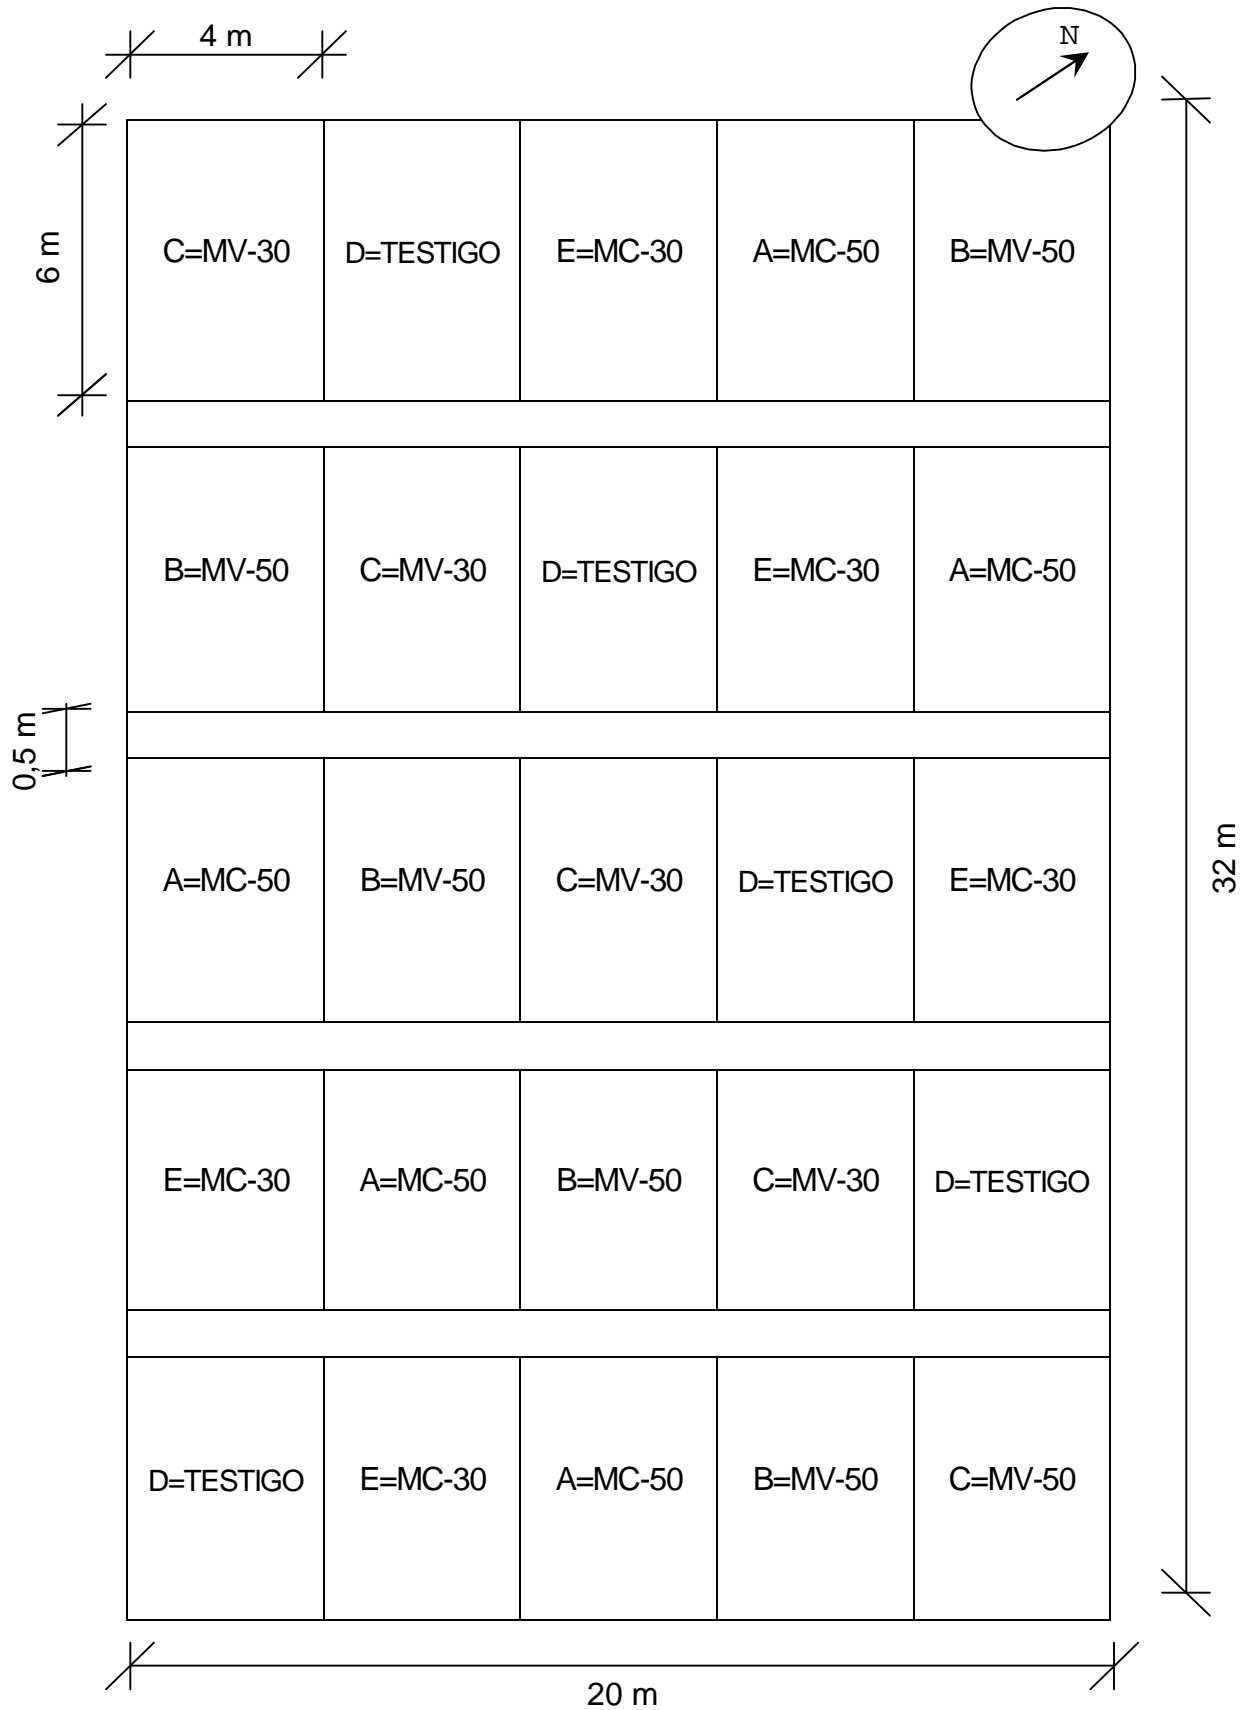 4 m
N
6 m
C=MV-30 D=TESTIGO E=MC-30 A=MC-50 B=MV-50
B=MV-50 C=MV-30 D=TESTIGO E=MC-30 A=MC-50
0,5 m
A=MC-50 B=MV-50 C=MV-30 D=TESTIGO E=MC-30
32 m
E=MC-30 A=MC-50 B=MV-50 C=MV-30 D=TESTIGO
D=TESTIGO E=MC-30 A=MC-50 B=MV-50 C=MV-50
20 m